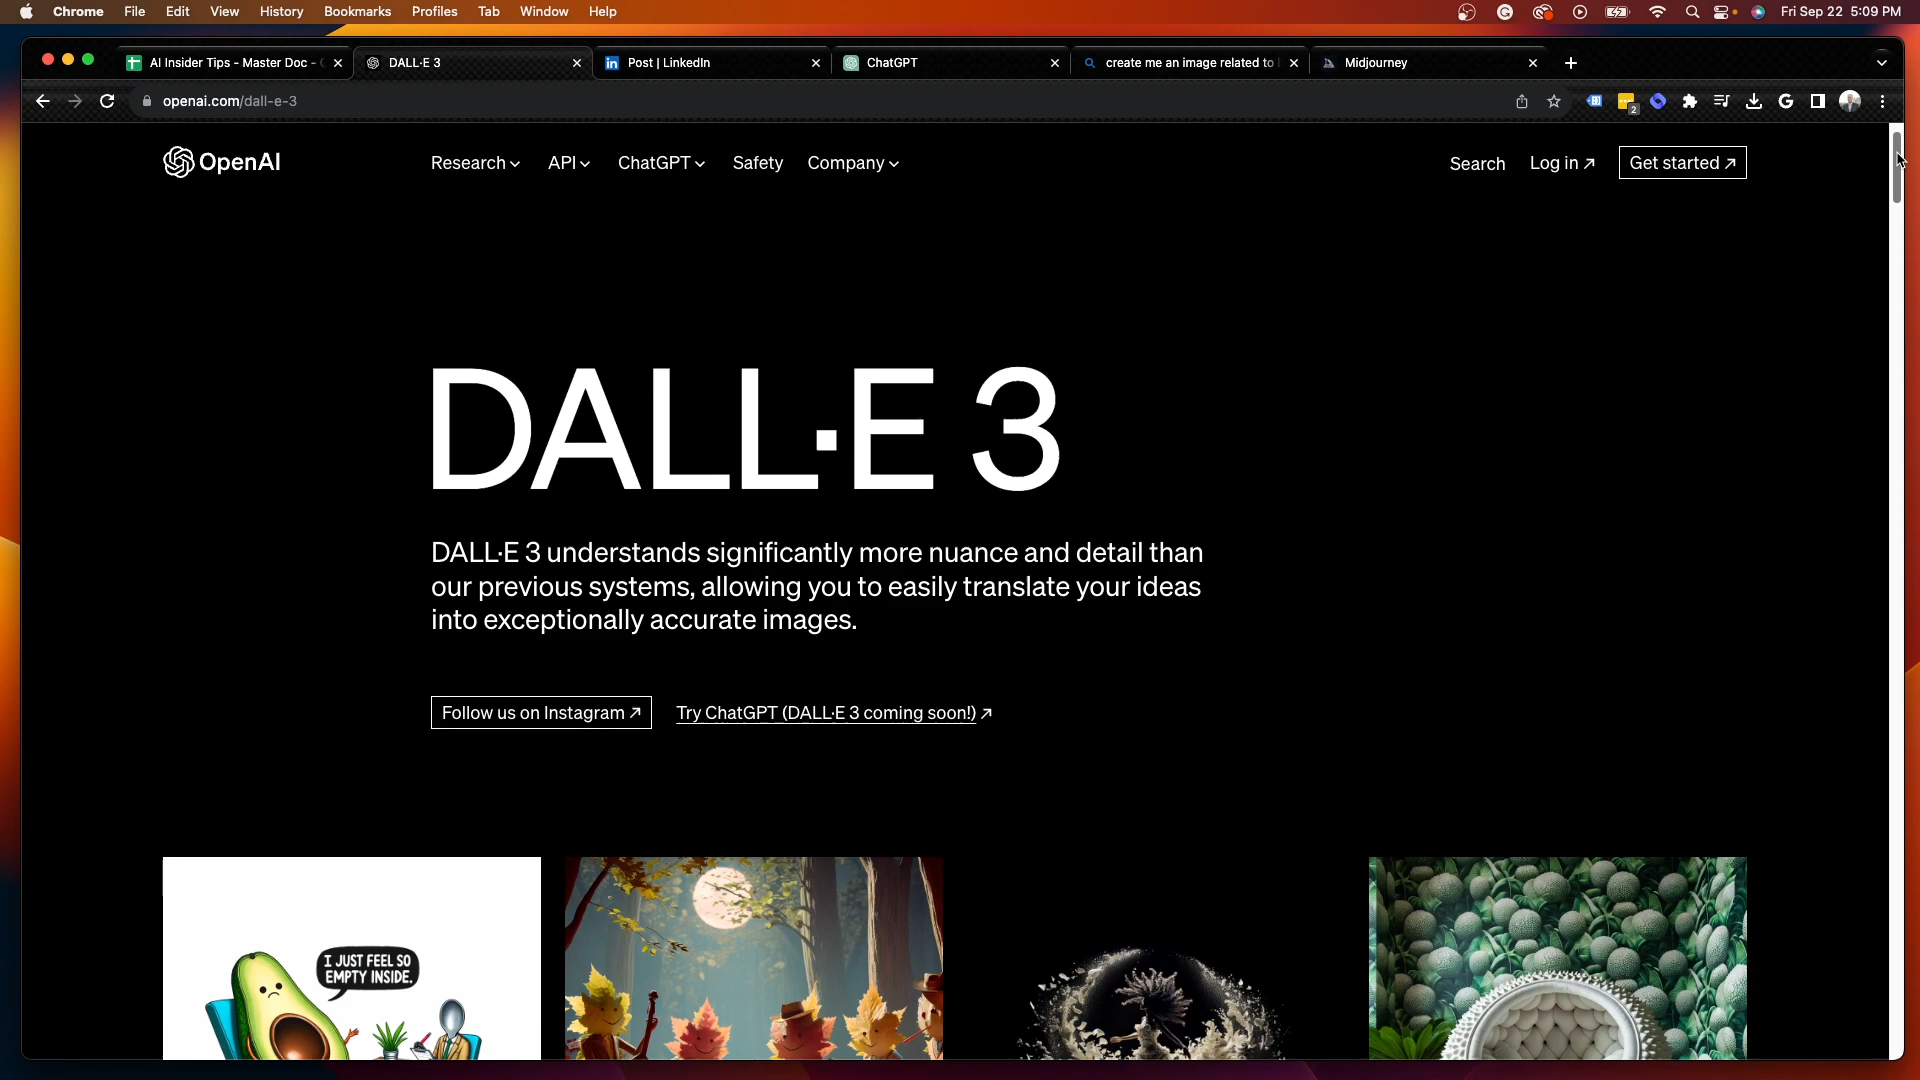 Chrome File Edit View History Bookmarks Profiles Tab Window Help
Fri Sep 22 5:09 PM
AI Insider Tips - Master Doc -
DALL·E 3
Post | LinkedIn
ChatGPT
create me an image related to
Midjourney
openai.com/dall-e-3
2
OpenAI
Research
API
ChatGPT
Safety
Company
Search
Log in ↗
Get started ↗
DALL·E 3
DALL·E 3 understands significantly more nuance and detail than
our previous systems, allowing you to easily translate your ideas
into exceptionally accurate images.
Follow us on Instagram ↗
Try ChatGPT (DALL·E 3 coming soon!) ↗
I JUST FEEL SO
EMPTY INSIDE.